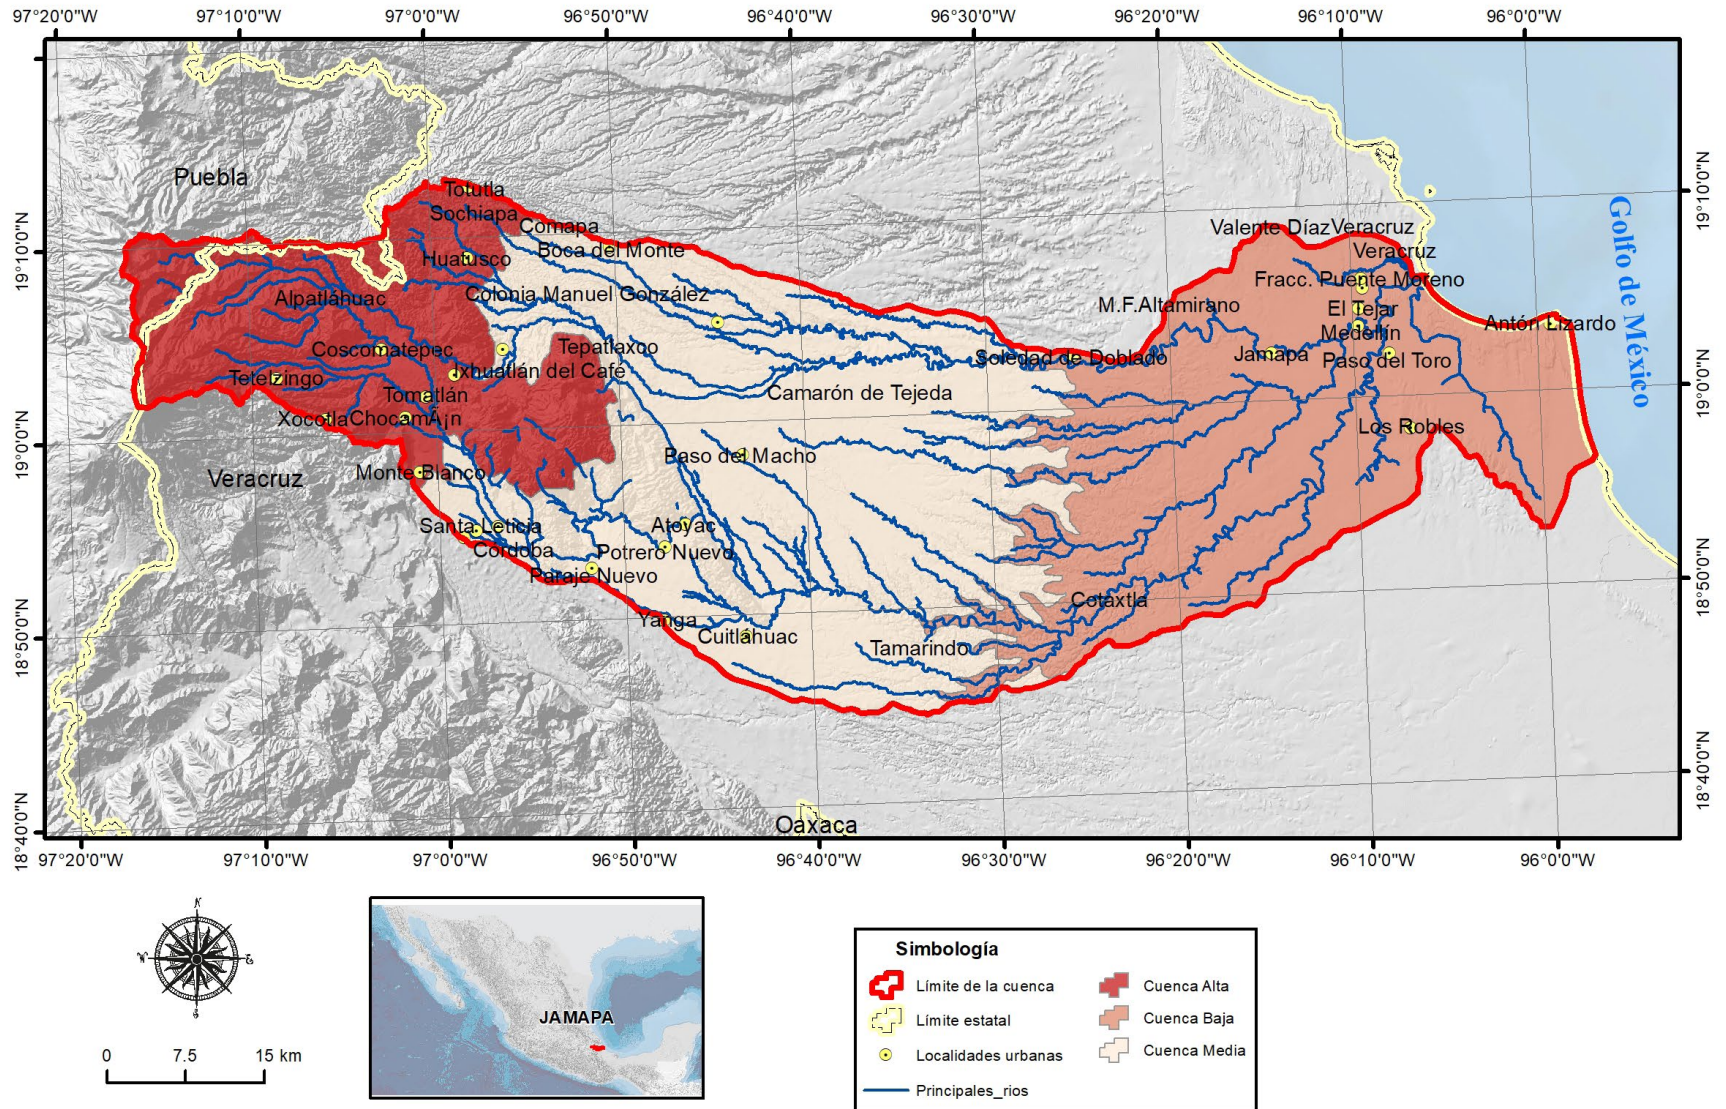 97°20'0"W 97°10'0"W 97°00'0"W 96°50'0"W 96°40'0"W 96°30'0"W 96°20'0"W 96°10'0"W 96°0'0"W
19°10'0"N
19°0'0"N
18°50'0"N
18°40'0"N
19°10'0"N
19°0'0"N
18°50'0"N
18°40'0"N
Puebla
Totutla
Sochiapa
Comapa
Boca del Monte
Huatusco
Valente Díaz
Veracruz
Veracruz
Golfo de México
Alpatláhuac
Colonia Manuel González
Fracc. Puente Moreno
M.F.Altamirano
El Tejar
Medellín
Antón Lizardo
Coscomatepec
Tepatlaxco
Soledad de Doblado
Jamapa
Paso del Toro
Tetelzingo
Ixhuatlán del Café
Tomatlán
Camarón de Tejeda
Xocotla
ChocamÃ¡n
Los Robles
Monte Blanco
Paso del Macho
Veracruz
Santa Leticia
Atoyac
Córdoba
Potrero Nuevo
Paraje Nuevo
Cotaxtla
Yanga
Cuitláhuac
Tamarindo
Oaxaca
97°20'0"W 97°10'0"W 97°0'0"W 96°50'0"W 96°40'0"W 96°30'0"W 96°20'0"W 96°10'0"W 96°0'0"W
N
W
E
S
0 7.5 15 km
JAMAPA
Simbología
Límite de la cuenca
Límite estatal
Localidades urbanas
Principales_rios
Cuenca Alta
Cuenca Baja
Cuenca Media